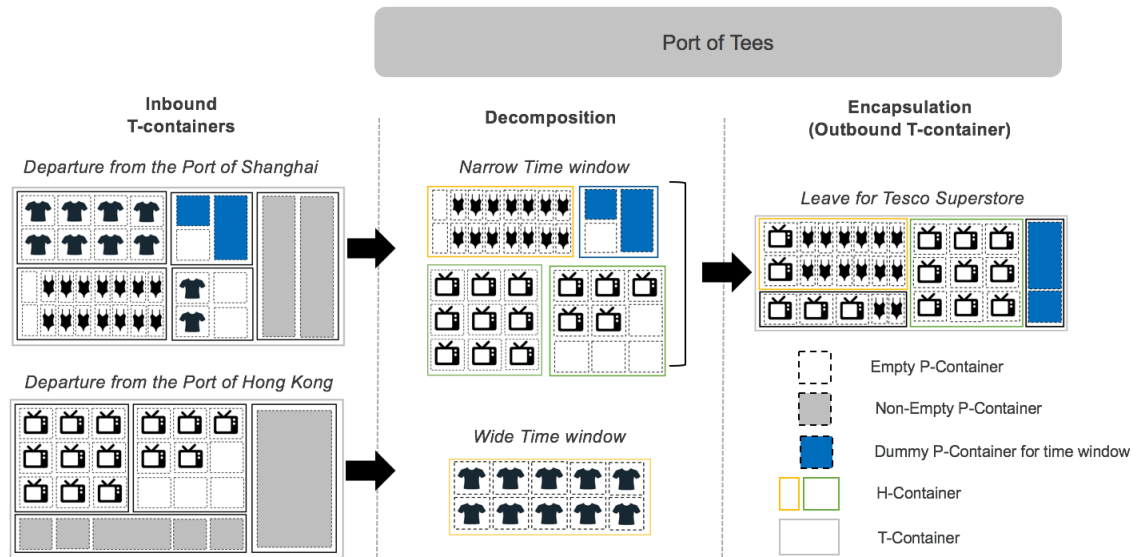 Port of Tees
Inbound
T-containers
Decomposition
Encapsulation
(Outbound T-container)
Departure from the Port of Shanghai
Narrow Time window
Leave for Tesco Superstore
Empty P-Container
Departure from the Port of Hong Kong
Non-Empty P-Container
Wide Time window
Dummy P-Container for time window
H-Container
T-Container